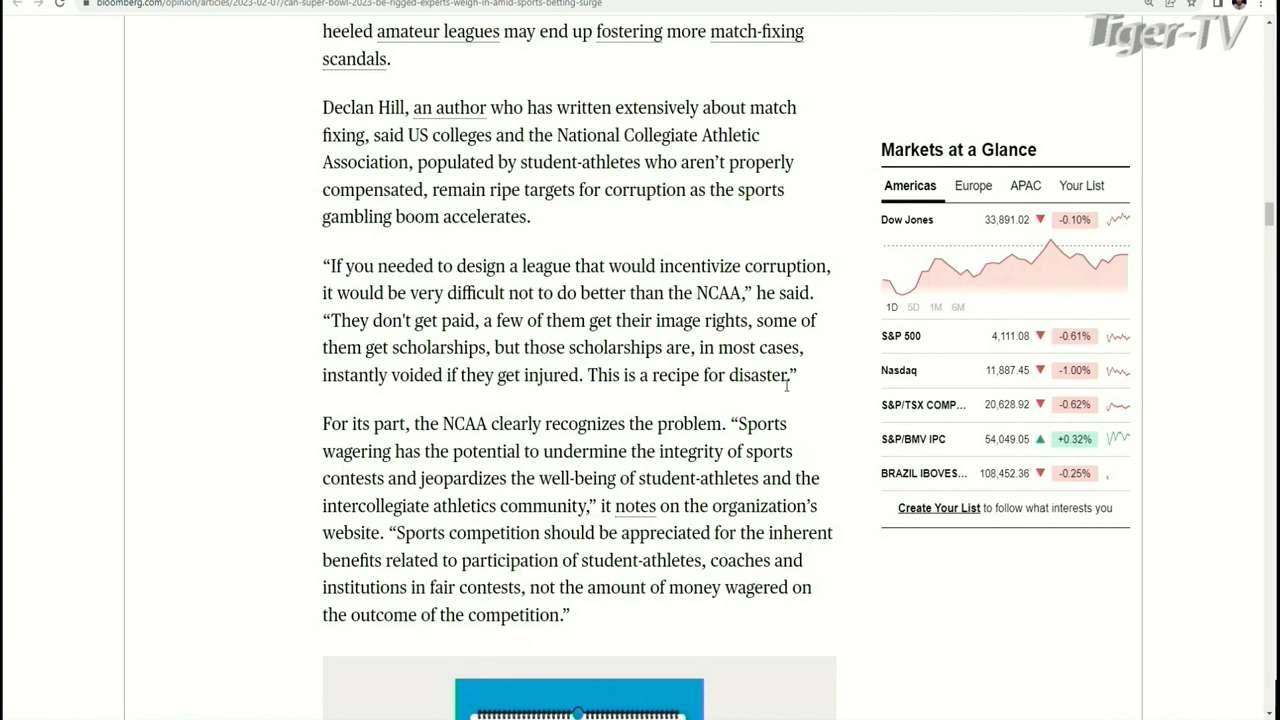 bloomberg.com/opinion/articles/2023-02-07/can-super-bowl-2023-be-rigged-experts-weigh-in-amid-sports-betting-surge
Tiger-TV
heeled amateur leagues may end up fostering more match-fixing
scandals.
Declan Hill, an author who has written extensively about match
fixing, said US colleges and the National Collegiate Athletic
Association, populated by student-athletes who aren’t properly
compensated, remain ripe targets for corruption as the sports
gambling boom accelerates.
“If you needed to design a league that would incentivize corruption,
it would be very difficult not to do better than the NCAA,” he said.
“They don't get paid, a few of them get their image rights, some of
them get scholarships, but those scholarships are, in most cases,
instantly voided if they get injured. This is a recipe for disaster.”
For its part, the NCAA clearly recognizes the problem. “Sports
wagering has the potential to undermine the integrity of sports
contests and jeopardizes the well-being of student-athletes and the
intercollegiate athletics community,” it notes on the organization’s
website. “Sports competition should be appreciated for the inherent
benefits related to participation of student-athletes, coaches and
institutions in fair contests, not the amount of money wagered on
the outcome of the competition.”
Markets at a Glance
Americas Europe APAC Your List
Dow Jones 33,891.02 -0.10%
1D 5D 1M 6M
S&P 500 4,111.08 -0.61%
Nasdaq 11,887.45 -1.00%
S&P/TSX COMP... 20,628.92 -0.62%
S&P/BMV IPC 54,049.05 +0.32%
BRAZIL IBOVES... 108,452.36 -0.25%
Create Your List to follow what interests you